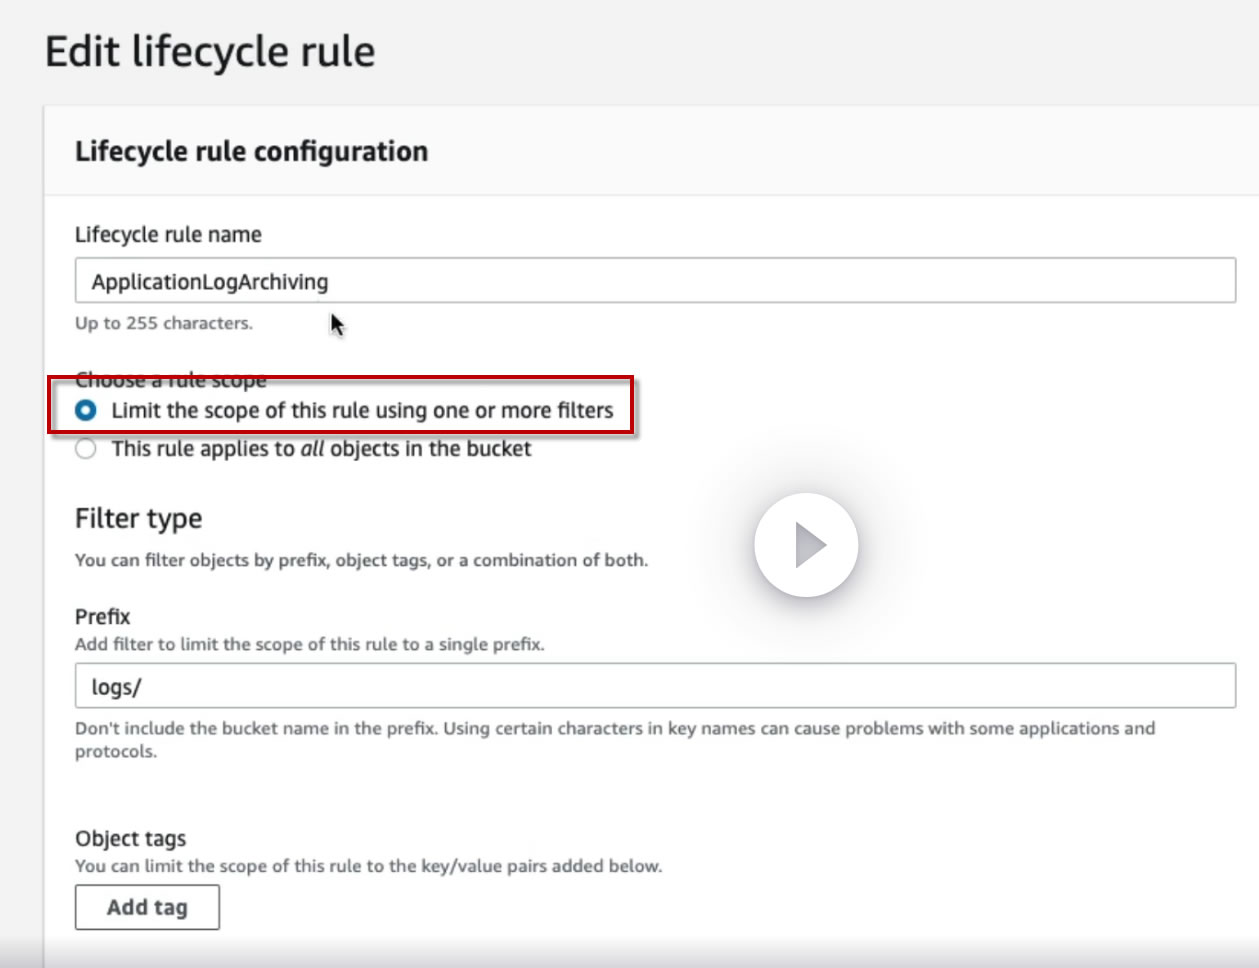 Edit lifecycle rule
Lifecycle rule configuration
Lifecycle rule name
ApplicationLogArchiving
Up to 255 characters.
Choose a rule scope
Limit the scope of this rule using one or more filters
This rule applies to all objects in the bucket
Filter type
You can filter objects by prefix, object tags, or a combination of both.
Prefix
Add filter to limit the scope of this rule to a single prefix.
logs/
Don't include the bucket name in the prefix. Using certain characters in key names can cause problems with some applications and
protocols.
Object tags
You can limit the scope of this rule to the key/value pairs added below.
Add tag